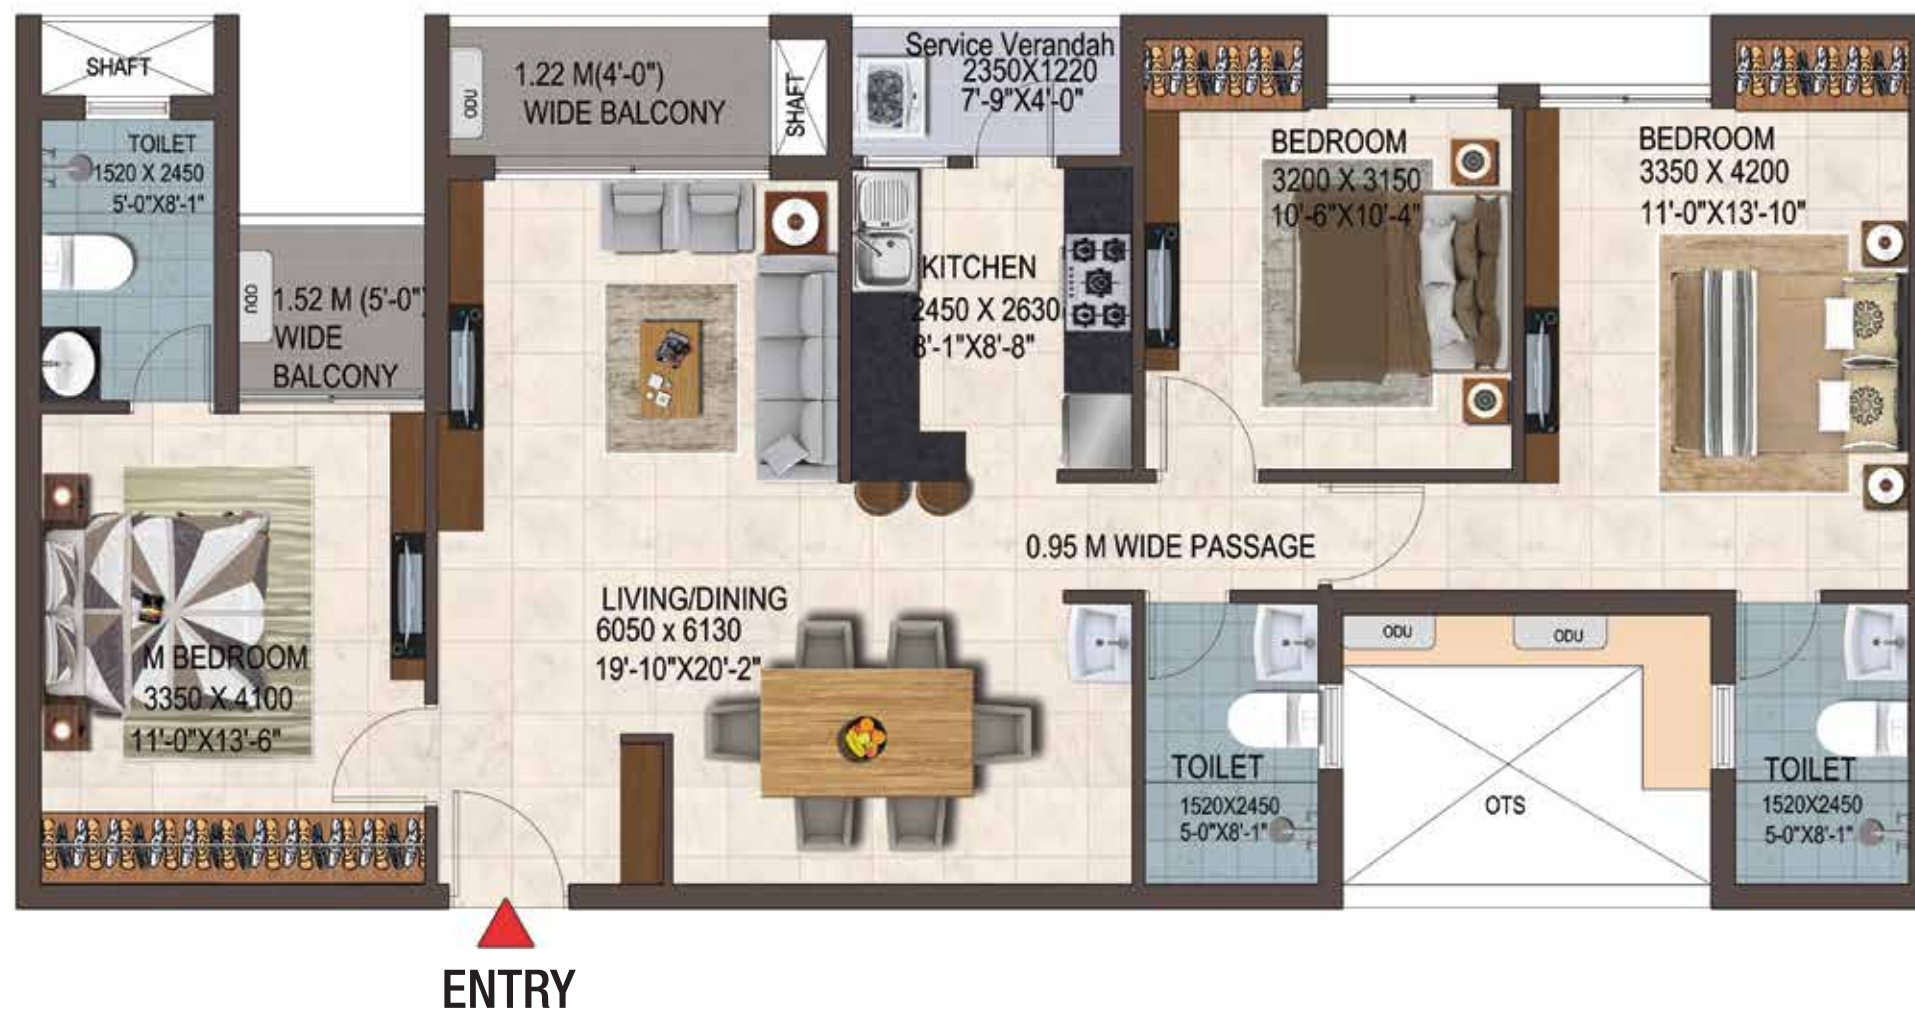 SHAFT
TOILET
1520 X 2450
5'-0"X8'-1"
ODU
1.52 M (5'-0")
WIDE
BALCONY
M BEDROOM
3350 X 4100
11'-0"X13'-6"
ODU
1.22 M(4'-0")
WIDE BALCONY
SHAFT
Service Verandah
2350X1220
7'-9"X4'-0"
KITCHEN
2450 X 2630
8'-1"X8'-8"
BEDROOM
3200 X 3150
10'-6"X10'-4"
BEDROOM
3350 X 4200
11'-0"X13'-10"
0.95 M WIDE PASSAGE
LIVING/DINING
6050 x 6130
19'-10"X20'-2"
TOILET
1520X2450
5-0"X8'-1"
ODU
ODU
OTS
TOILET
1520X2450
5-0"X8'-1"
ENTRY